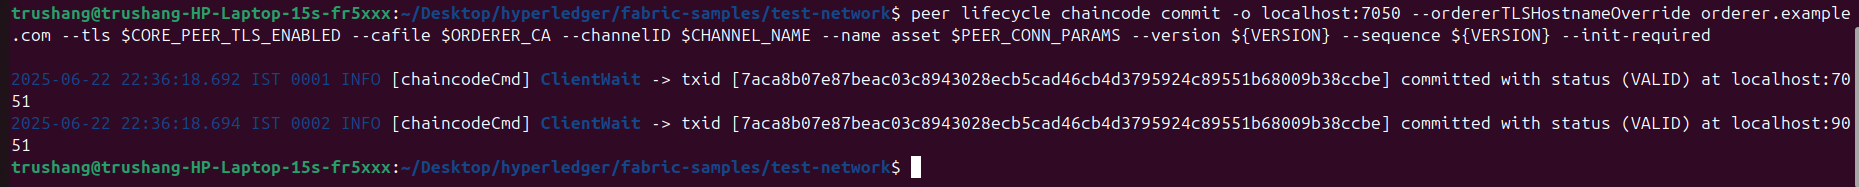 trushang@trushang-HP-Laptop-15s-fr5xxx:~/Desktop/hyperledger/fabric-samples/test-network$ peer lifecycle chaincode commit -o localhost:7050 --ordererTLSHostnameOverride orderer.example
.com --tls $CORE_PEER_TLS_ENABLED --cafile $ORDERER_CA --channelID $CHANNEL_NAME --name asset $PEER_CONN_PARAMS --version ${VERSION} --sequence ${VERSION} --init-required
2025-06-22 22:36:18.692 IST 0001 INFO [chaincodeCmd] ClientWait -> txid [7aca8b07e87beac03c8943028ecb5cad46cb4d3795924c89551b68009b38ccbe] committed with status (VALID) at localhost:70
51
2025-06-22 22:36:18.694 IST 0002 INFO [chaincodeCmd] ClientWait -> txid [7aca8b07e87beac03c8943028ecb5cad46cb4d3795924c89551b68009b38ccbe] committed with status (VALID) at localhost:90
51
trushang@trushang-HP-Laptop-15s-fr5xxx:~/Desktop/hyperledger/fabric-samples/test-network$